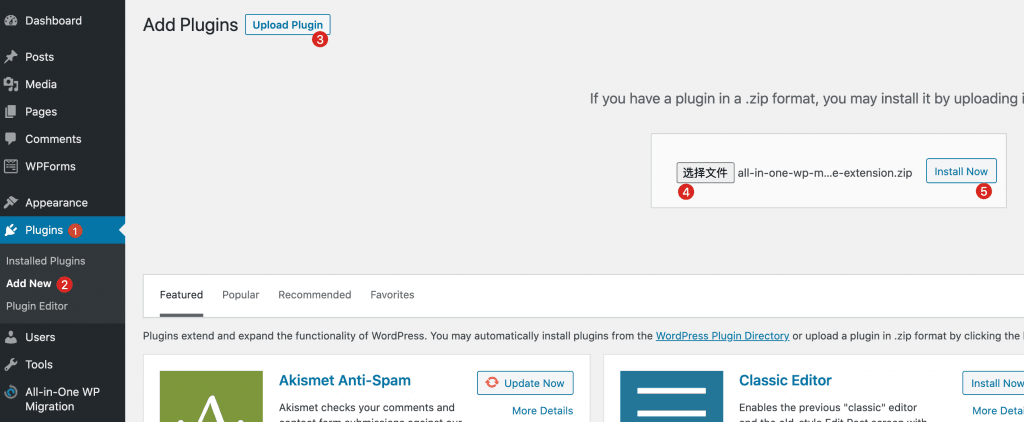 Dashboard
Posts
Media
Pages
Comments
WPForms
Appearance
Plugins 1
Installed Plugins
Add New 2
Plugin Editor
Users
Tools
All-in-One WP
Migration
Add Plugins Upload Plugin
3
If you have a plugin in a .zip format, you may install it by uploading
选择文件 all-in-one-wp-m...e-extension.zip Install Now
4 5
Featured Popular Recommended Favorites
Plugins extend and expand the functionality of WordPress. You may automatically install plugins from the WordPress Plugin Directory or upload a plugin in .zip format by clicking the
Akismet Anti-Spam Update Now
More Details
Akismet checks your comments and
contact form submissions against our
Classic Editor Install Now
More Detai
Enables the previous "classic" editor
and the old-style Edit Post screen with